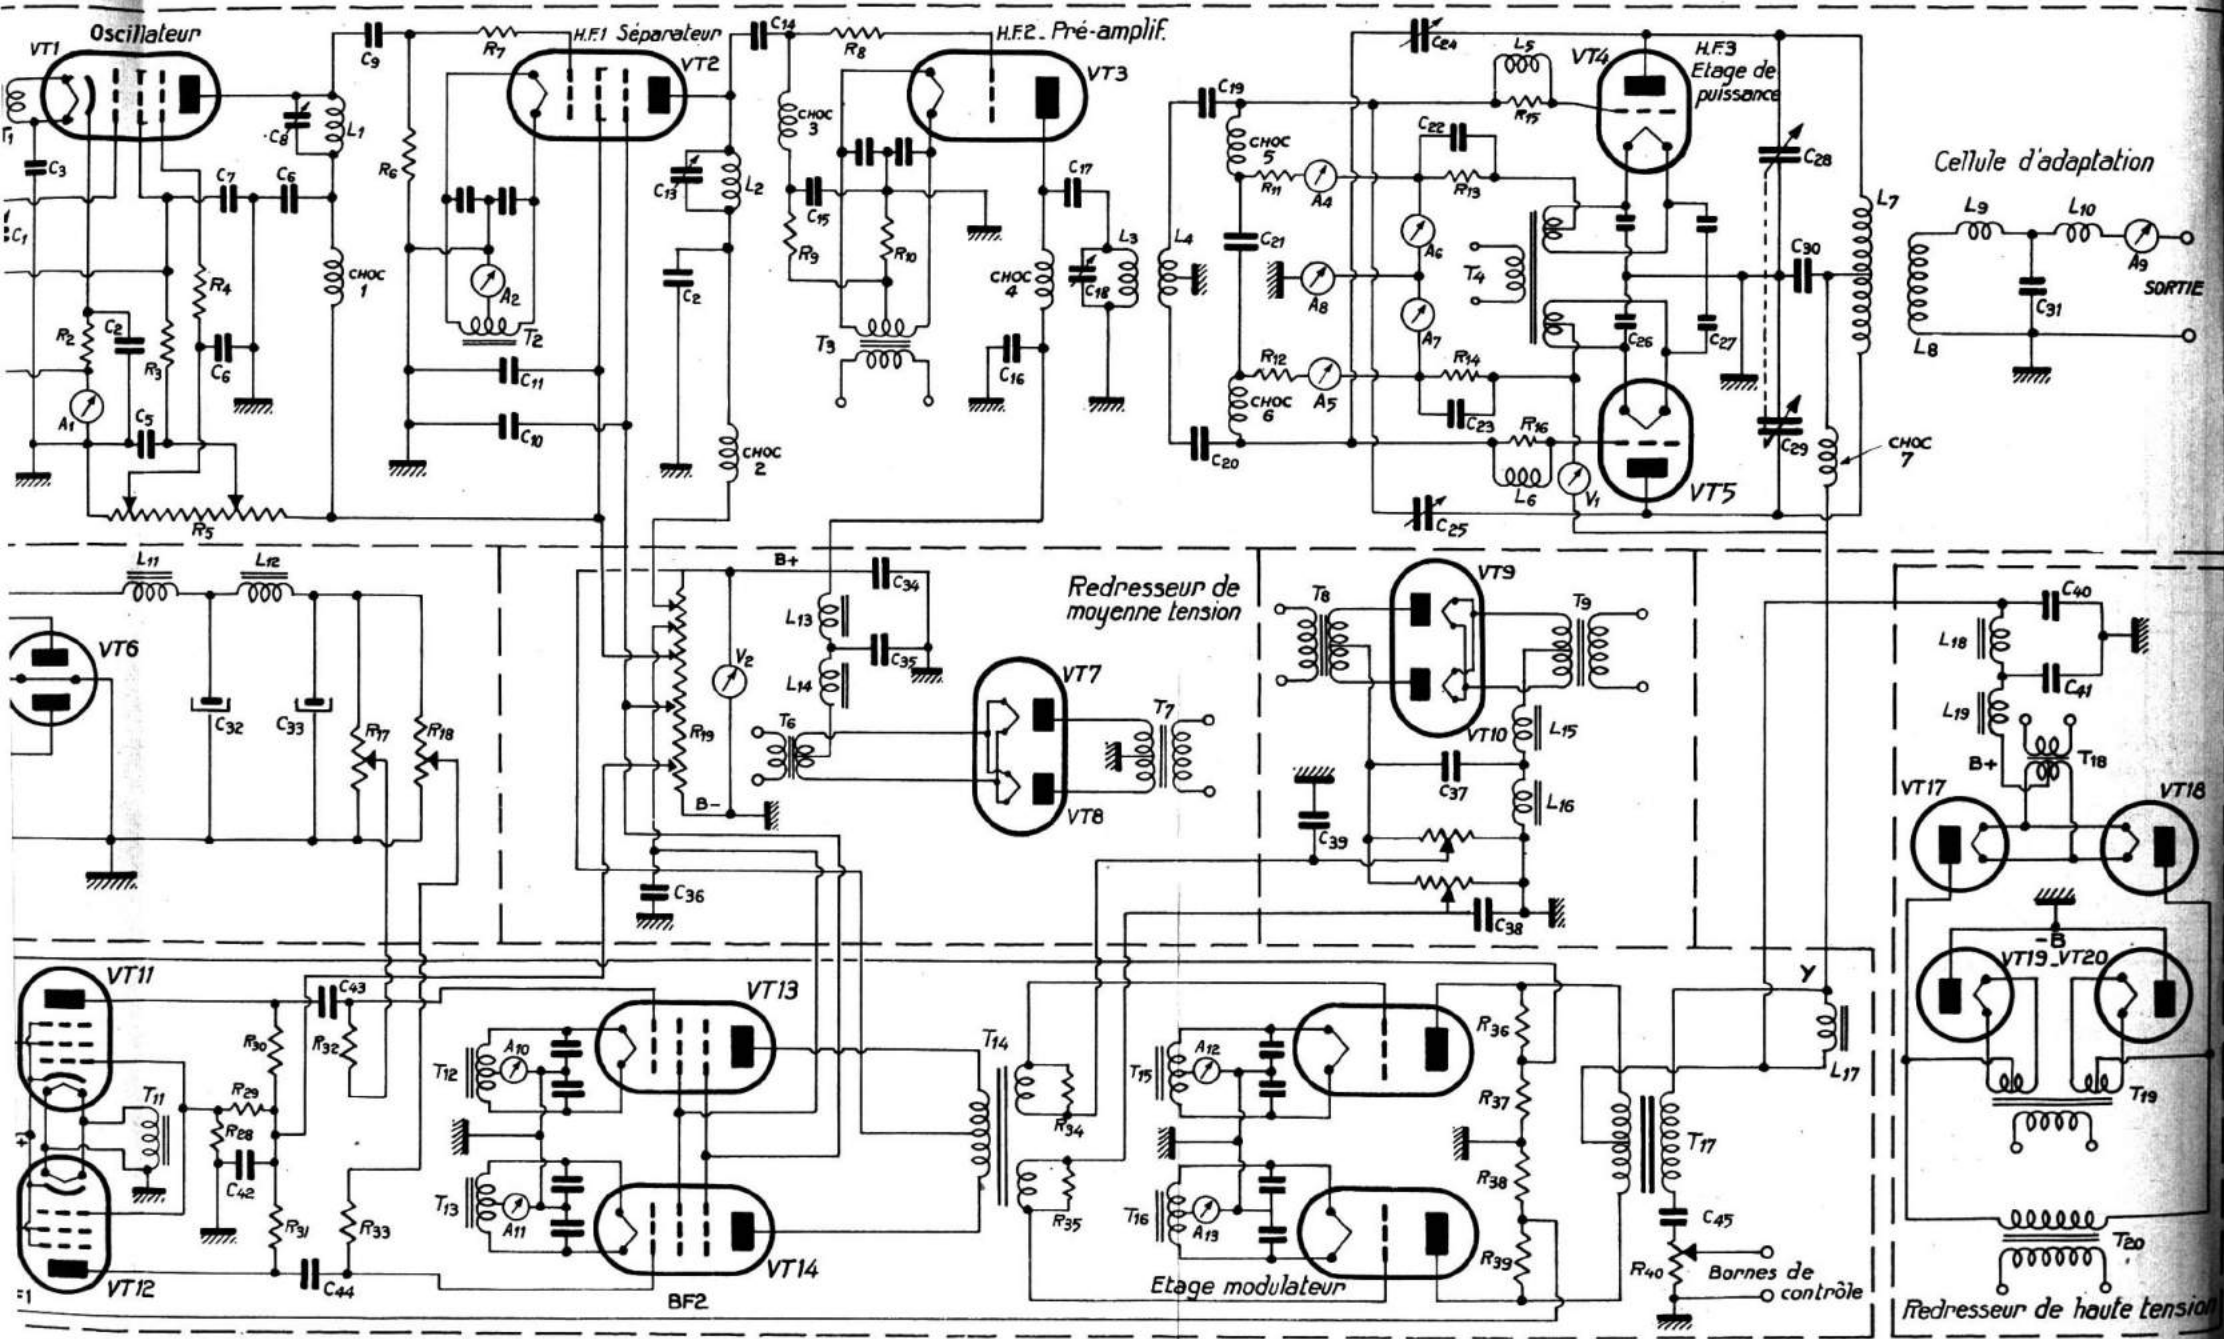 Oscillateur
VT1
C9
R7
H.F.1 Séparateur
VT2
C14
R8
H.F.2_ Pré-amplif.
VT3
C24
L5
VT4
H.F.3
Etage de
puissance
T1
C3
C8
L1
R6
CHOC
3
C19
CHOC
5
C22
R15
C28
Cellule d'adaptation
C1
C7
C6
C13
L2
C15
C17
R11
A4
R13
L7
L9
L10
A9
SORTIE
CHOC
1
R4
A2
C2
R9
R10
CHOC
4
C18
L3
L4
C21
A8
A6
T4
C30
C31
R2
C2
R3
C6
T2
T3
C16
A7
C26
C27
L8
A1
C5
C11
C10
CHOC
2
R12
A5
R14
CHOC
6
C23
R16
C29
CHOC
7
R5
C20
L6
V1
VT5
C25
L11
L12
B+
C34
Redresseur de
moyenne tension
T8
VT9
T9
C40
VT6
L13
V2
C35
L14
VT7
L18
C41
C32
C33
R17
R18
R19
T6
T7
VT10
L15
L19
T18
B+
B-
VT8
C37
L16
VT17
VT18
C39
C36
C38
-B
VT11
C43
VT13
Y
VT19_VT20
R30
R32
T12
A10
T14
T15
A12
R36
L17
T11
R29
R28
R34
R37
T17
T19
+
C42
R31
R33
T13
A11
R35
T16
A13
R38
C45
VT12
C44
VT14
BF2
Etage modulateur
R39
R40
Bornes de
contrôle
T20
F1
Redresseur de haute tension